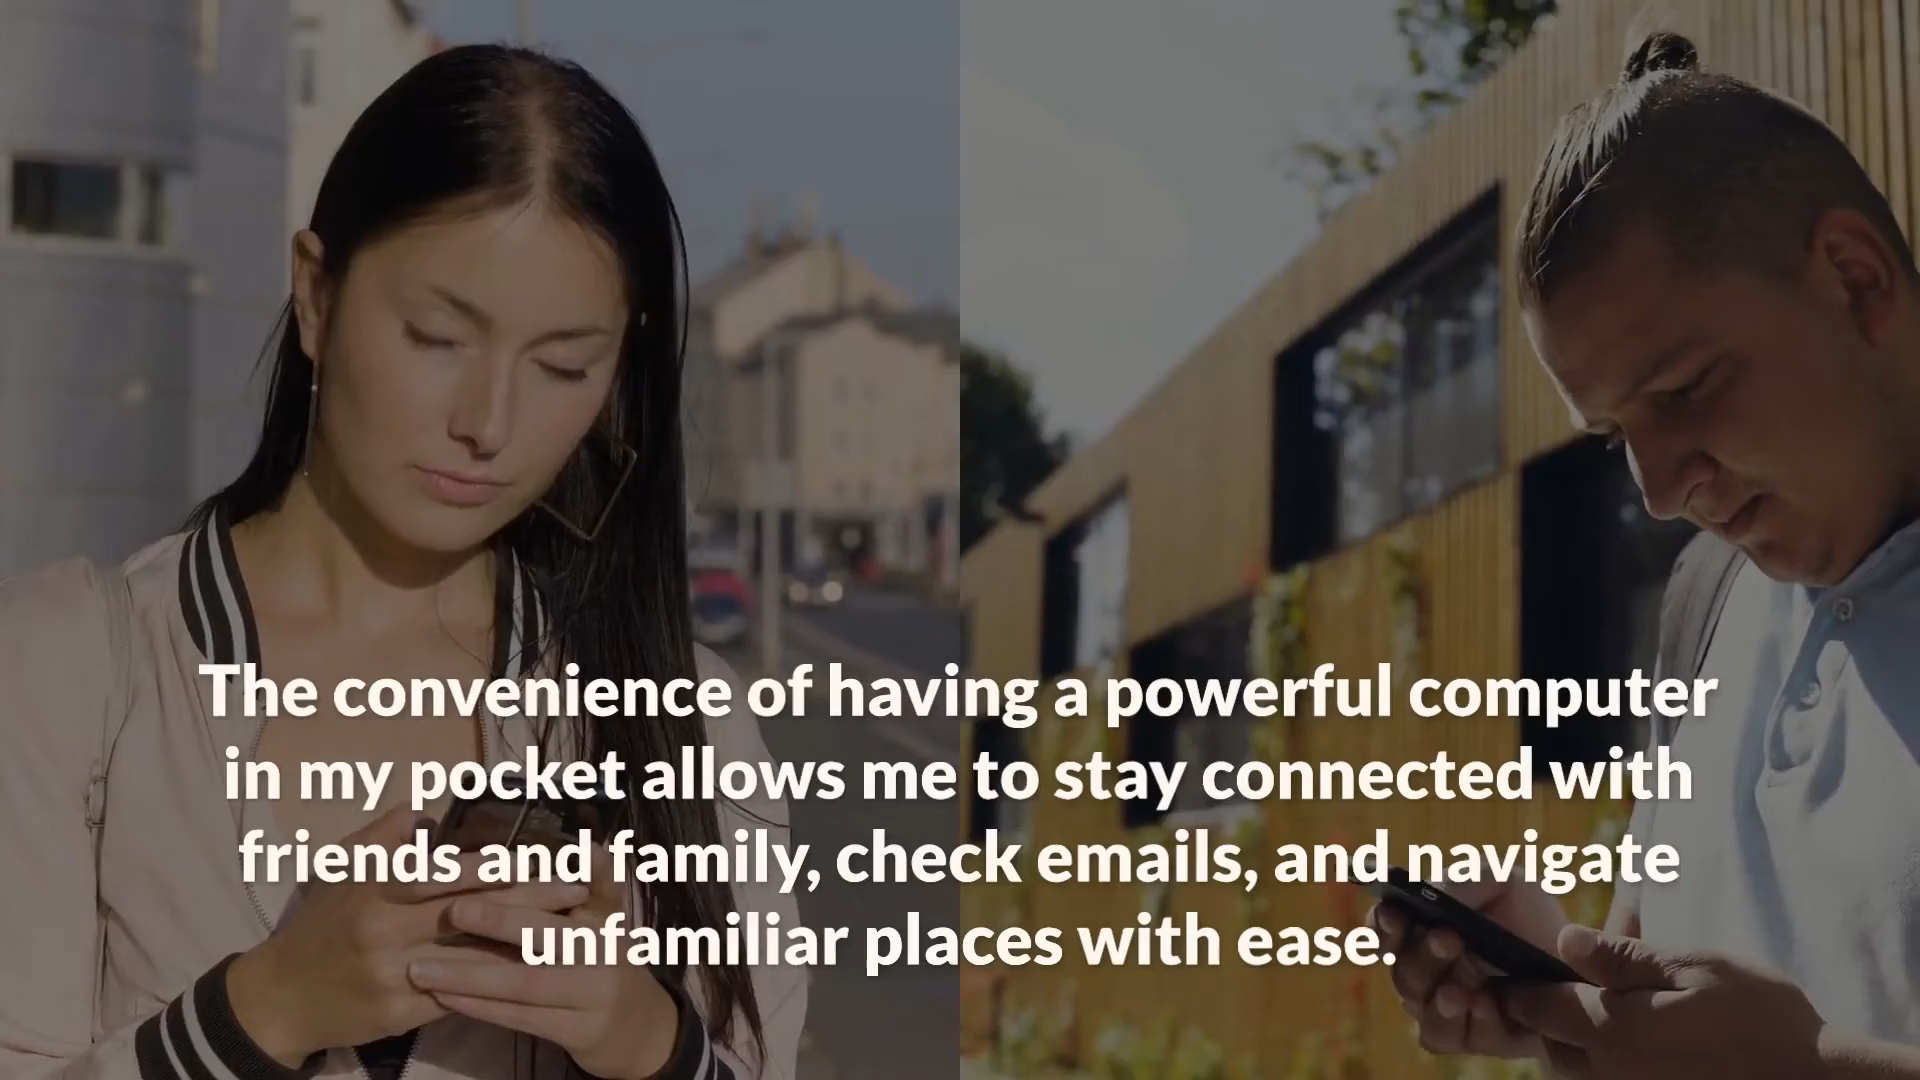 The convenience of having a powerful computer
in my pocket allows me to stay connected with
friends and family, check emails, and navigate
unfamiliar places with ease.